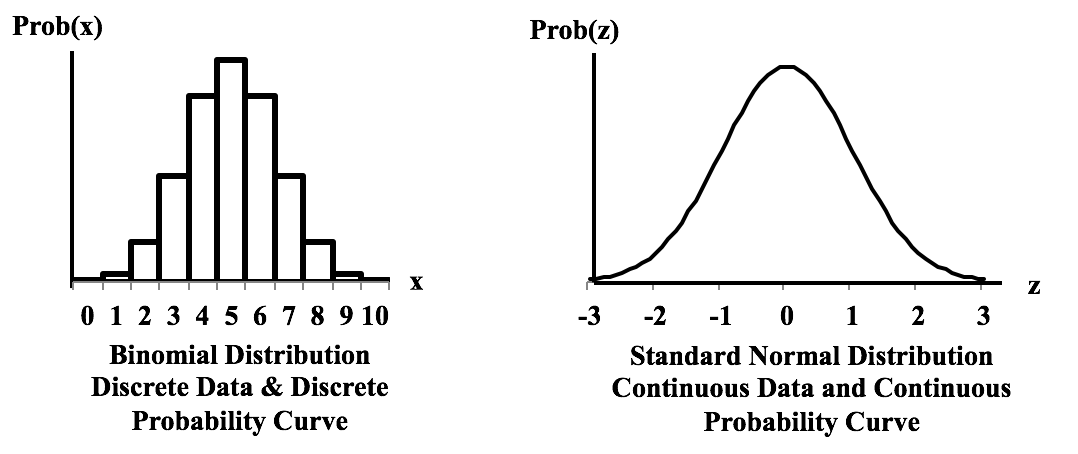 Prob(x)
x
0 1 2 3 4 5 6 7 8 9 10
Binomial Distribution
Discrete Data & Discrete
Probability Curve
Prob(z)
z
-3 -2 -1 0 1 2 3
Standard Normal Distribution
Continuous Data and Continuous
Probability Curve